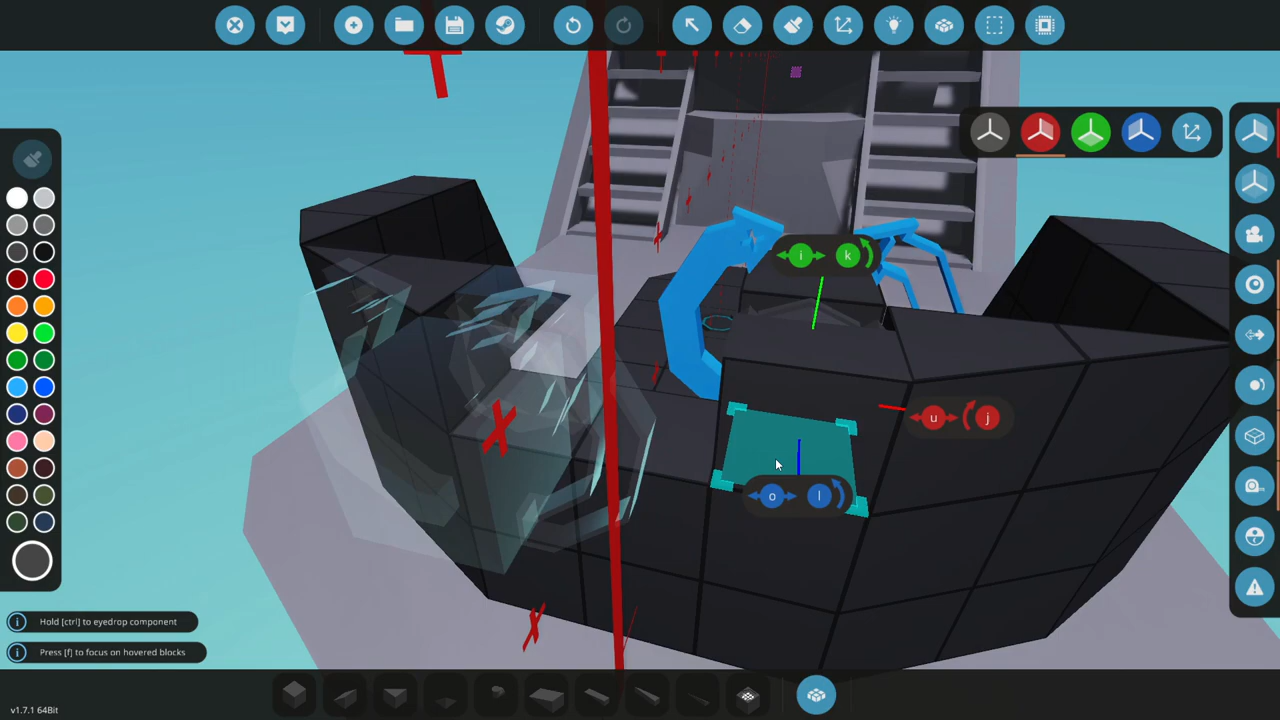 i k
u j
o l
Hold [ctrl] to eyedrop component
Press [f] to focus on hovered blocks
v1.7.1 64Bit